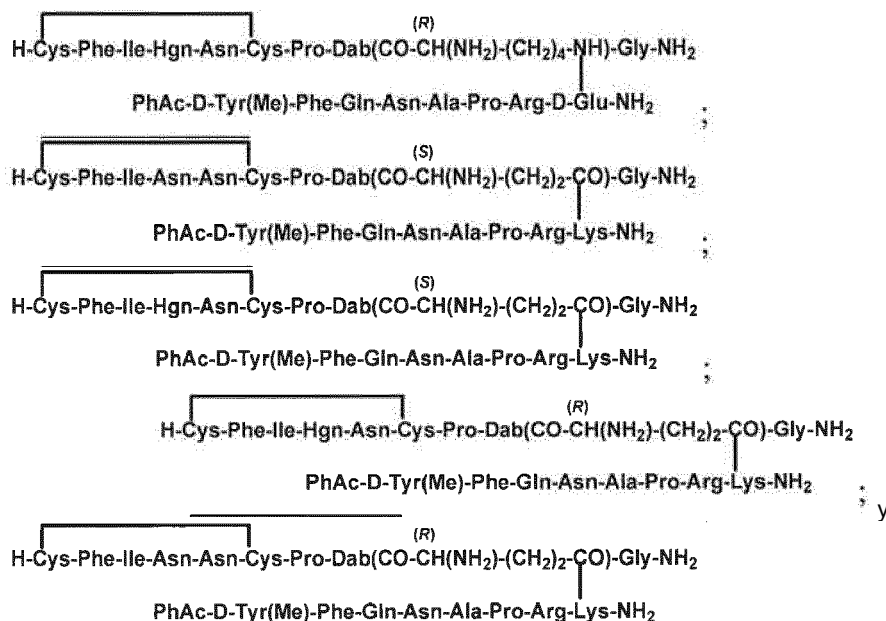 (R)
H-Cys-Phe-Ile-Hgn-Asn-Cys-Pro-Dab(CO-CH(NH₂)-(CH₂)₄-NH)-Gly-NH₂
PhAc-D-Tyr(Me)-Phe-Gln-Asn-Ala-Pro-Arg-D-Glu-NH₂ ;
(S)
H-Cys-Phe-Ile-Asn-Asn-Cys-Pro-Dab(CO-CH(NH₂)-(CH₂)₂-CO)-Gly-NH₂
PhAc-D-Tyr(Me)-Phe-Gln-Asn-Ala-Pro-Arg-Lys-NH₂ ;
(S)
H-Cys-Phe-Ile-Hgn-Asn-Cys-Pro-Dab(CO-CH(NH₂)-(CH₂)₂-CO)-Gly-NH₂
PhAc-D-Tyr(Me)-Phe-Gln-Asn-Ala-Pro-Arg-Lys-NH₂ ;
(R)
H-Cys-Phe-Ile-Hgn-Asn-Cys-Pro-Dab(CO-CH(NH₂)-(CH₂)₂-CO)-Gly-NH₂
PhAc-D-Tyr(Me)-Phe-Gln-Asn-Ala-Pro-Arg-Lys-NH₂ ; y
(R)
H-Cys-Phe-Ile-Asn-Asn-Cys-Pro-Dab(CO-CH(NH₂)-(CH₂)₂-CO)-Gly-NH₂
PhAc-D-Tyr(Me)-Phe-Gln-Asn-Ala-Pro-Arg-Lys-NH₂